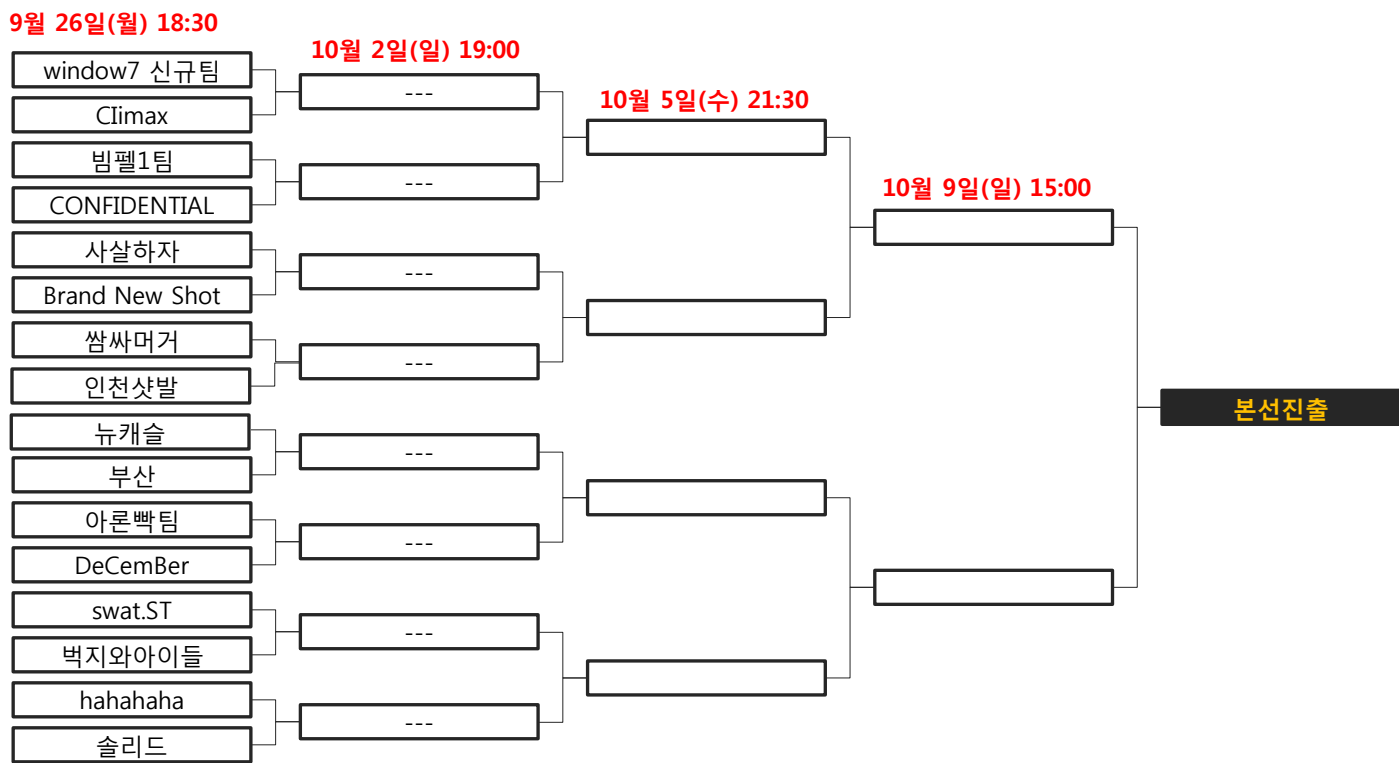 9월 26일(월) 18:30
window7 신규팀
CIimax
빔펠1팀
CONFIDENTIAL
사살하자
Brand New Shot
쌈싸머거
인천샷발
뉴캐슬
부산
아론빡팀
DeCemBer
swat.ST
벅지와아이들
hahahaha
솔리드
10월 2일(일) 19:00
---
---
---
---
---
---
---
---
10월 5일(수) 21:30
10월 9일(일) 15:00
본선진출